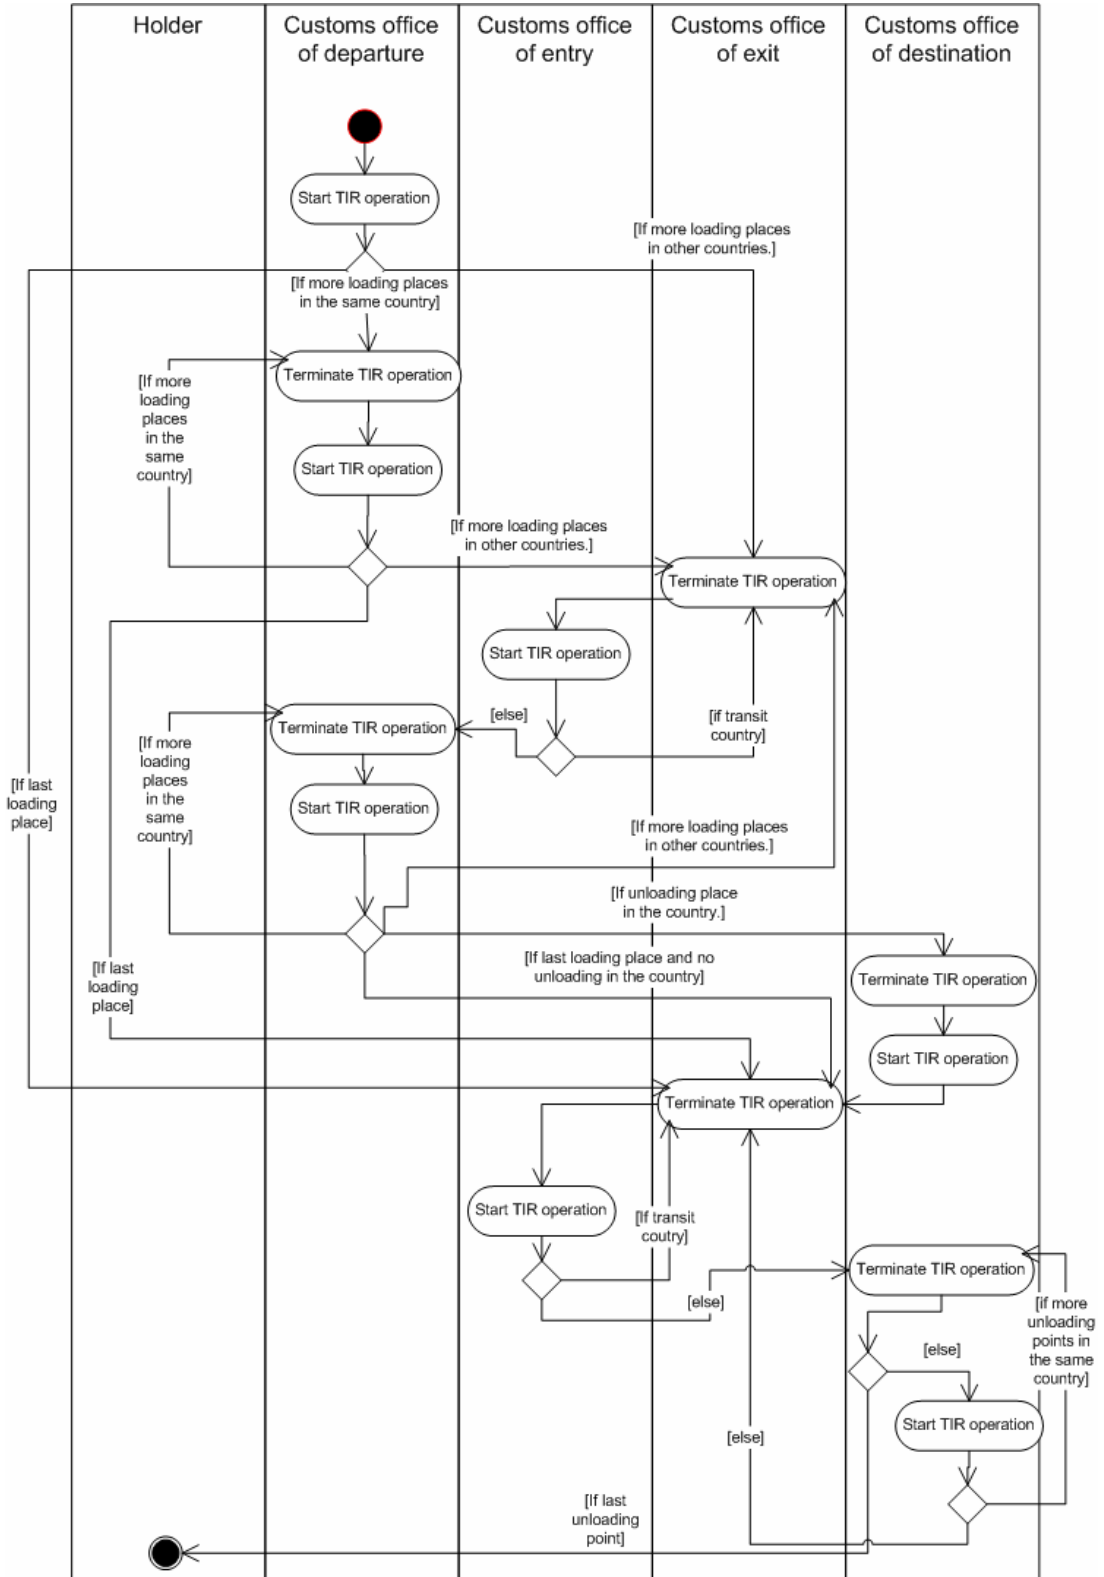 Holder
Customs office
of departure
Customs office
of entry
Customs office
of exit
Customs office
of destination
Start TIR operation
[If more loading places
in other countries.]
[If more loading places
in the same country]
Terminate TIR operation
[If more
loading
places
in the
same
country]
Start TIR operation
[If more loading places
in other countries.]
Terminate TIR operation
Start TIR operation
[else]
[if transit
country]
Terminate TIR operation
[If more
loading
places
in the
same
country]
[If last
loading
place]
Start TIR operation
[If more loading places
in other countries.]
[If unloading place
in the country.]
[If last loading place and no
unloading in the country]
[If last
loading
place]
Terminate TIR operation
Start TIR operation
Terminate TIR operation
Start TIR operation
[If transit
coutry]
Terminate TIR operation
[else]
[if more
unloading
points in
the same
country]
[else]
Start TIR operation
[else]
[If last
unloading
point]